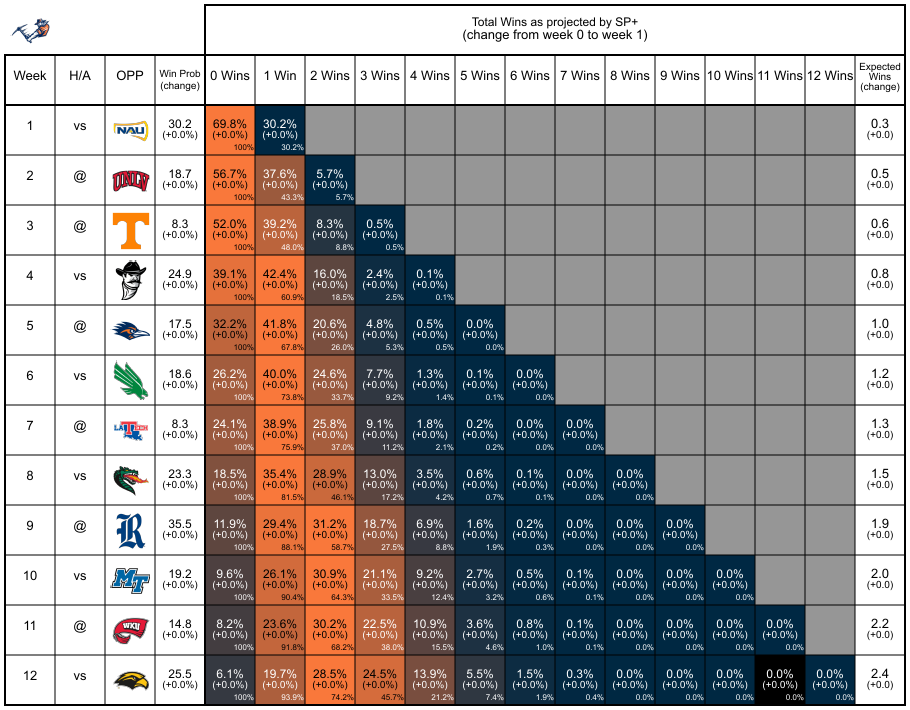 Total Wins as projected by SP+
(change from week 0 to week 1)
Week H/A OPP Win Prob (change) 0 Wins 1 Win 2 Wins 3 Wins 4 Wins 5 Wins 6 Wins 7 Wins 8 Wins 9 Wins 10 Wins 11 Wins 12 Wins Expected Wins (change)
1 vs NAU 30.2 69.8% 30.2% 0.3
(+0.0%) (+0.0%) (+0.0%) (+0.0)
100% 30.2%
2 @ UNLV 18.7 56.7% 37.6% 5.7% 0.5
(+0.0%) (+0.0%) (+0.0%) (+0.0%) (+0.0)
100% 43.3% 5.7%
3 @ T 8.3 52.0% 39.2% 8.3% 0.5% 0.6
(+0.0%) (+0.0%) (+0.0%) (+0.0%) (+0.0%) (+0.0)
100% 48.0% 8.8% 0.5%
4 vs 24.9 39.1% 42.4% 16.0% 2.4% 0.1% 0.8
(+0.0%) (+0.0%) (+0.0%) (+0.0%) (+0.0%) (+0.0%) (+0.0)
100% 60.9% 18.5% 2.5% 0.1%
5 @ 17.5 32.2% 41.8% 20.6% 4.8% 0.5% 0.0% 1.0
(+0.0%) (+0.0%) (+0.0%) (+0.0%) (+0.0%) (+0.0%) (+0.0%) (+0.0)
100% 67.8% 26.0% 5.3% 0.5% 0.0%
6 vs 18.6 26.2% 40.0% 24.6% 7.7% 1.3% 0.1% 0.0% 1.2
(+0.0%) (+0.0%) (+0.0%) (+0.0%) (+0.0%) (+0.0%) (+0.0%) (+0.0%) (+0.0)
100% 73.8% 33.7% 9.2% 1.4% 0.1% 0.0%
7 @ LA TECH 8.3 24.1% 38.9% 25.8% 9.1% 1.8% 0.2% 0.0% 0.0% 1.3
(+0.0%) (+0.0%) (+0.0%) (+0.0%) (+0.0%) (+0.0%) (+0.0%) (+0.0%) (+0.0%) (+0.0)
100% 75.9% 37.0% 11.2% 2.1% 0.2% 0.0% 0.0%
8 vs 23.3 18.5% 35.4% 28.9% 13.0% 3.5% 0.6% 0.1% 0.0% 0.0% 1.5
(+0.0%) (+0.0%) (+0.0%) (+0.0%) (+0.0%) (+0.0%) (+0.0%) (+0.0%) (+0.0%) (+0.0%) (+0.0)
100% 81.5% 46.1% 17.2% 4.2% 0.7% 0.1% 0.0% 0.0%
9 @ R 35.5 11.9% 29.4% 31.2% 18.7% 6.9% 1.6% 0.2% 0.0% 0.0% 0.0% 1.9
(+0.0%) (+0.0%) (+0.0%) (+0.0%) (+0.0%) (+0.0%) (+0.0%) (+0.0%) (+0.0%) (+0.0%) (+0.0%) (+0.0)
100% 88.1% 58.7% 27.5% 8.8% 1.9% 0.3% 0.0% 0.0% 0.0%
10 vs MT 19.2 9.6% 26.1% 30.9% 21.1% 9.2% 2.7% 0.5% 0.1% 0.0% 0.0% 0.0% 2.0
(+0.0%) (+0.0%) (+0.0%) (+0.0%) (+0.0%) (+0.0%) (+0.0%) (+0.0%) (+0.0%) (+0.0%) (+0.0%) (+0.0%) (+0.0)
100% 90.4% 64.3% 33.5% 12.4% 3.2% 0.6% 0.1% 0.0% 0.0% 0.0%
11 @ WKU 14.8 8.2% 23.6% 30.2% 22.5% 10.9% 3.6% 0.8% 0.1% 0.0% 0.0% 0.0% 0.0% 2.2
(+0.0%) (+0.0%) (+0.0%) (+0.0%) (+0.0%) (+0.0%) (+0.0%) (+0.0%) (+0.0%) (+0.0%) (+0.0%) (+0.0%) (+0.0%) (+0.0)
100% 91.8% 68.2% 38.0% 15.5% 4.6% 1.0% 0.1% 0.0% 0.0% 0.0% 0.0%
12 vs 25.5 6.1% 19.7% 28.5% 24.5% 13.9% 5.5% 1.5% 0.3% 0.0% 0.0% 0.0% 0.0% 0.0% 2.4
(+0.0%) (+0.0%) (+0.0%) (+0.0%) (+0.0%) (+0.0%) (+0.0%) (+0.0%) (+0.0%) (+0.0%) (+0.0%) (+0.0%) (+0.0%) (+0.0%) (+0.0)
100% 93.9% 74.2% 45.7% 21.2% 7.4% 1.9% 0.4% 0.0% 0.0% 0.0% 0.0% 0.0%